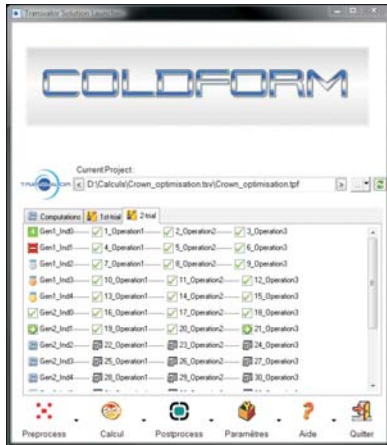 Transvalor Solution Launcher
COLDFORM
Current Project :
TRANSVALOR < D:\Calculs\Crown_optimisation.tsv\Crown_optimisation.tpf > ...
Computations 1st trial 2-trial
Gen1_Ind0 1_Operation1 2_Operation2 3_Operation3
Gen1_Ind1 4_Operation1 5_Operation2 6_Operation3
Gen1_Ind2 7_Operation1 8_Operation2 9_Operation3
Gen1_Ind3 10_Operation1 11_Operation2 12_Operation3
Gen1_Ind4 13_Operation1 14_Operation2 15_Operation3
Gen2_Ind0 16_Operation1 17_Operation2 18_Operation3
Gen2_Ind1 19_Operation1 20_Operation2 21_Operation3
Gen2_Ind2 22_Operation1 23_Operation2 24_Operation3
Gen2_Ind3 25_Operation1 26_Operation2 27_Operation3
Gen2_Ind4 28_Operation1 29_Operation2 30_Operation3
Preprocess Calcul Postprocess Paramètres Aide Quitter